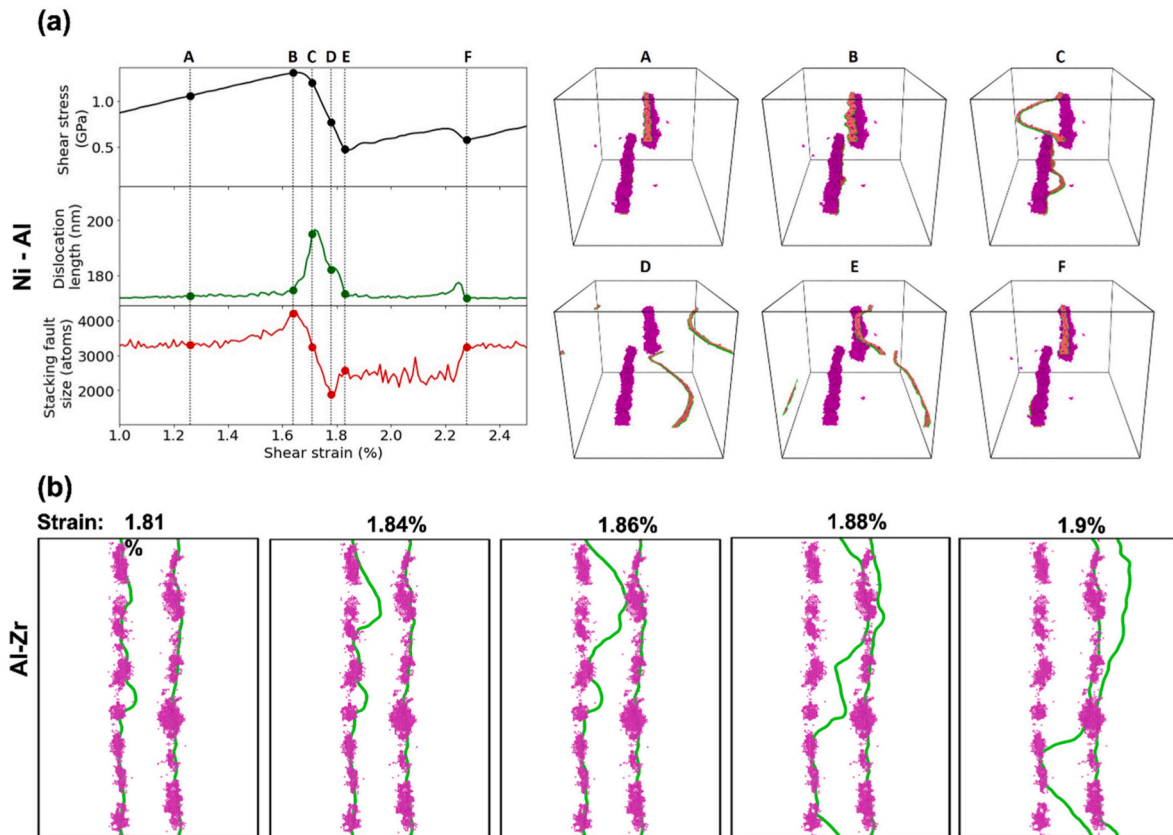 (a)
A B C D E F
Ni - Al
Shear stress
(GPa)
1.0
0.5
Dislocation
length (nm)
200
180
Stacking fault
size (atoms)
4000
3000
2000
1.0 1.2 1.4 1.6 1.8 2.0 2.2 2.4
Shear strain (%)
A B C
D E F
(b)
Strain: 1.81 % 1.84% 1.86% 1.88% 1.9%
Al-Zr